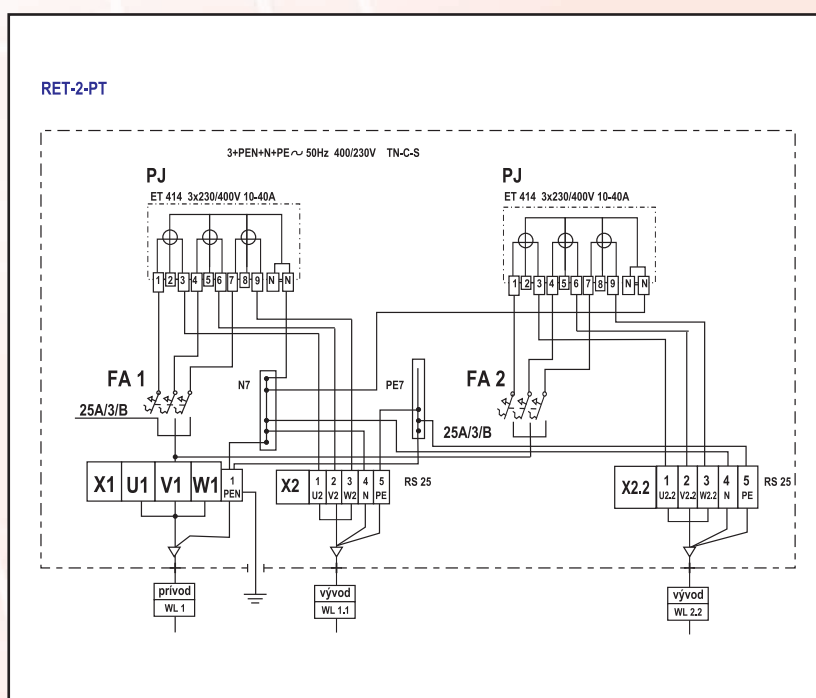 RET-2-PT
3+PEN+N+PE~ 50Hz 400/230V TN-C-S
PJ
ET 414 3x230/400V 10-40A
1 2 3 4 5 6 7 8 9 N N
PJ
ET 414 3x230/400V 10-40A
1 2 3 4 5 6 7 8 9 N N
FA 1
25A/3/B
N7
PE7
FA 2
25A/3/B
X1 U1 V1 W1 1 PEN
X2 1 2 3 4 5
U2 V2 W2 N PE
RS 25
X2.2 1 2 3 4 5
U2.2 V2.2 W2.2 N PE
RS 25
prívod
WL 1
vývod
WL 1.1
vývod
WL 2.2